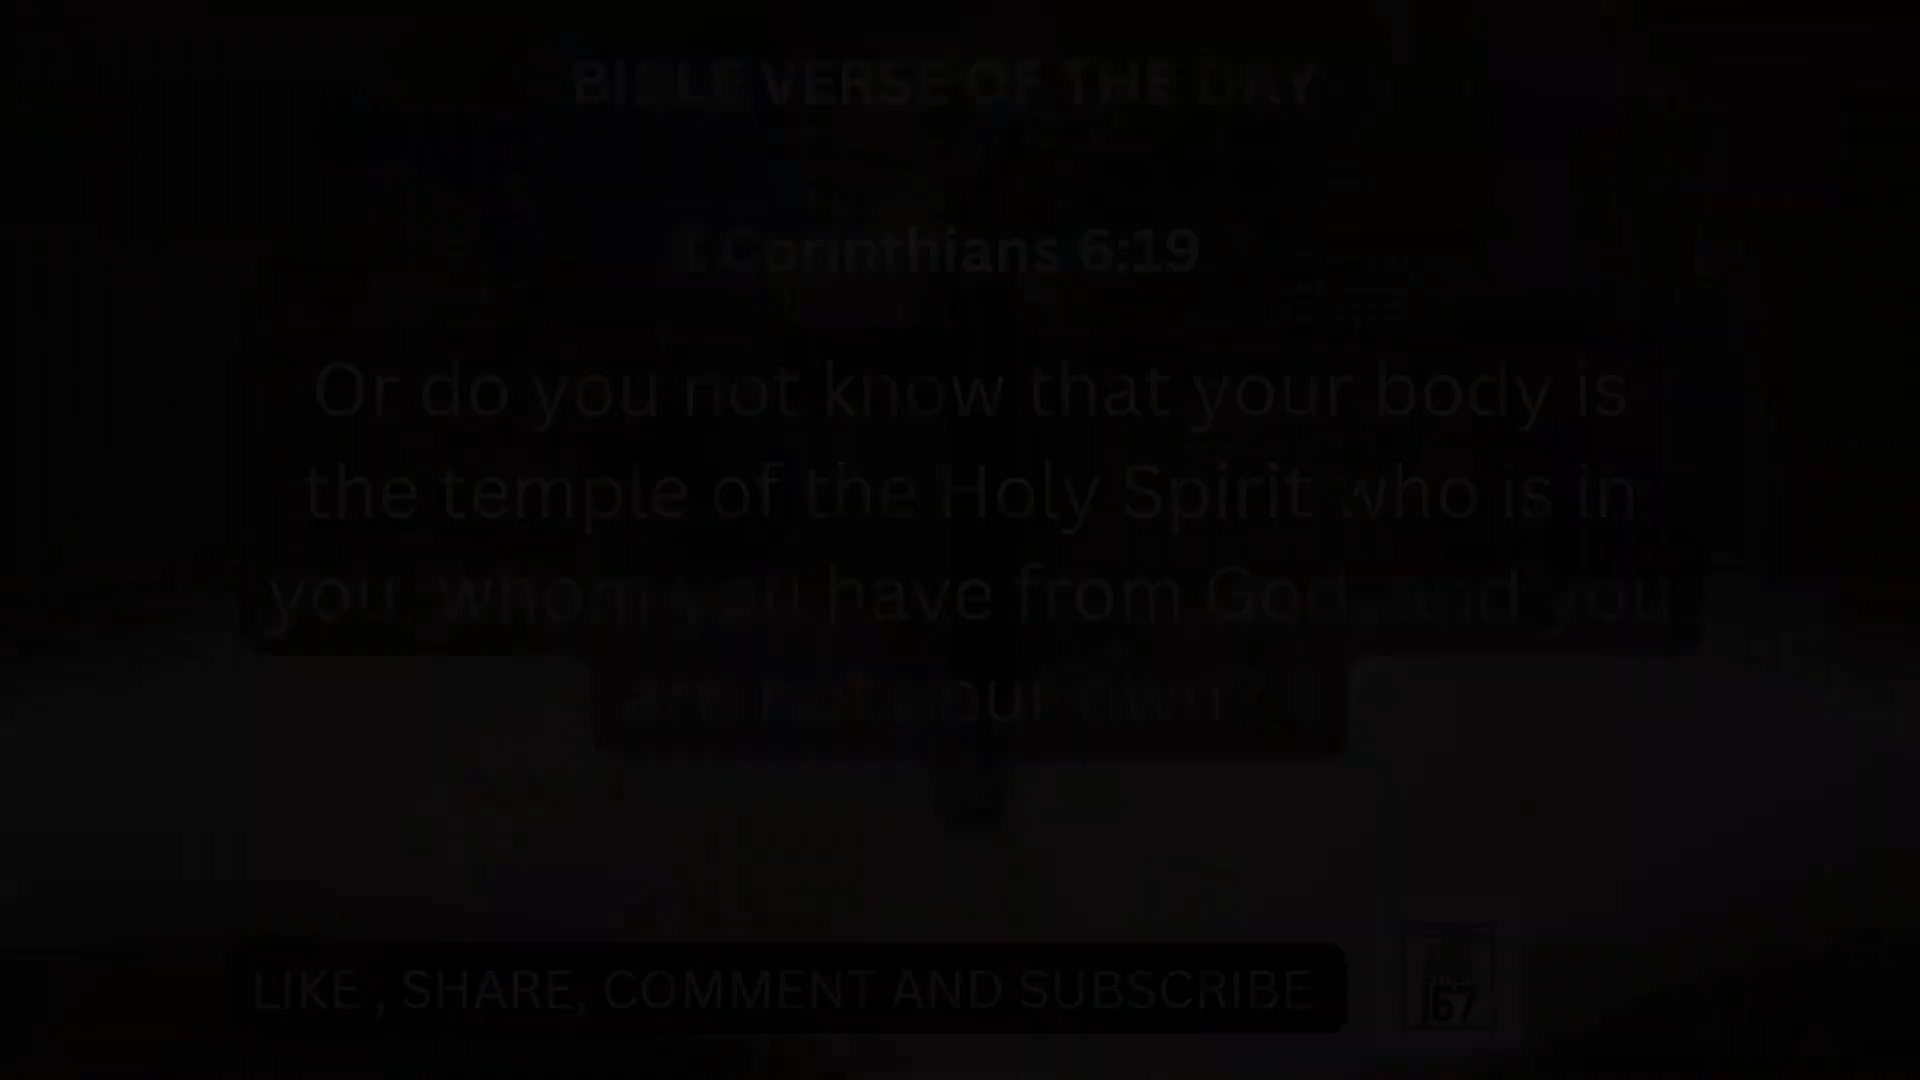 BIBLE VERSE OF THE DAY
I Corinthians 6:19
Or do you not know that your body is
the temple of the Holy Spirit who is in
you, whom you have from God, and you
are not your own?
LIKE , SHARE, COMMENT AND SUBSCRIBE
167